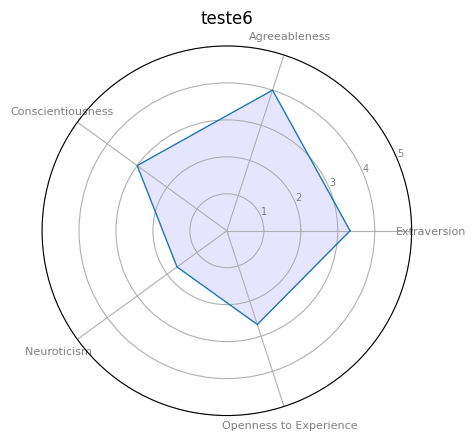 teste6
Agreeableness
Conscientiousness
5
4
3
2
1
Extraversion
Neuroticism
Openness to Experience